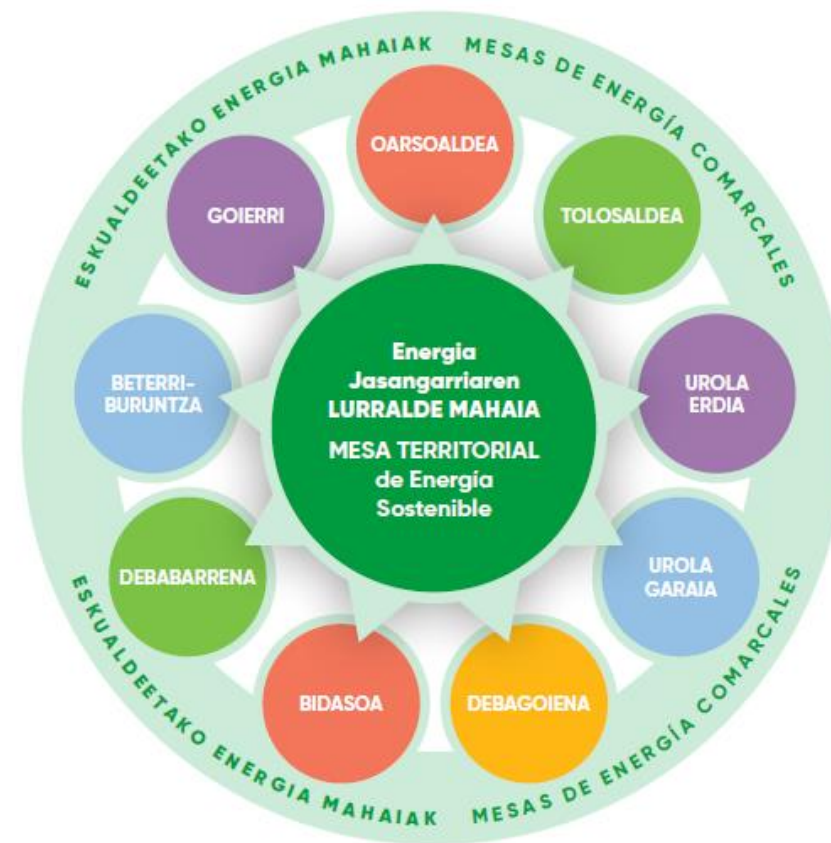 ESKUALDEETAKO ENERGIA MAHAIAK
MESAS DE ENERGÍA COMARCALES
OARSOALDEA
TOLOSALDEA
UROLA
ERDIA
UROLA
GARAIA
DEBAGOIENA
BIDASOA
DEBABARRENA
BETERRI-
BURUNTZA
GOIERRI
Energia
Jasangarriaren
LURRALDE MAHAIA
MESA TERRITORIAL
de Energía
Sostenible
ESKUALDEETAKO ENERGIA MAHAIAK
MESAS DE ENERGÍA COMARCALES